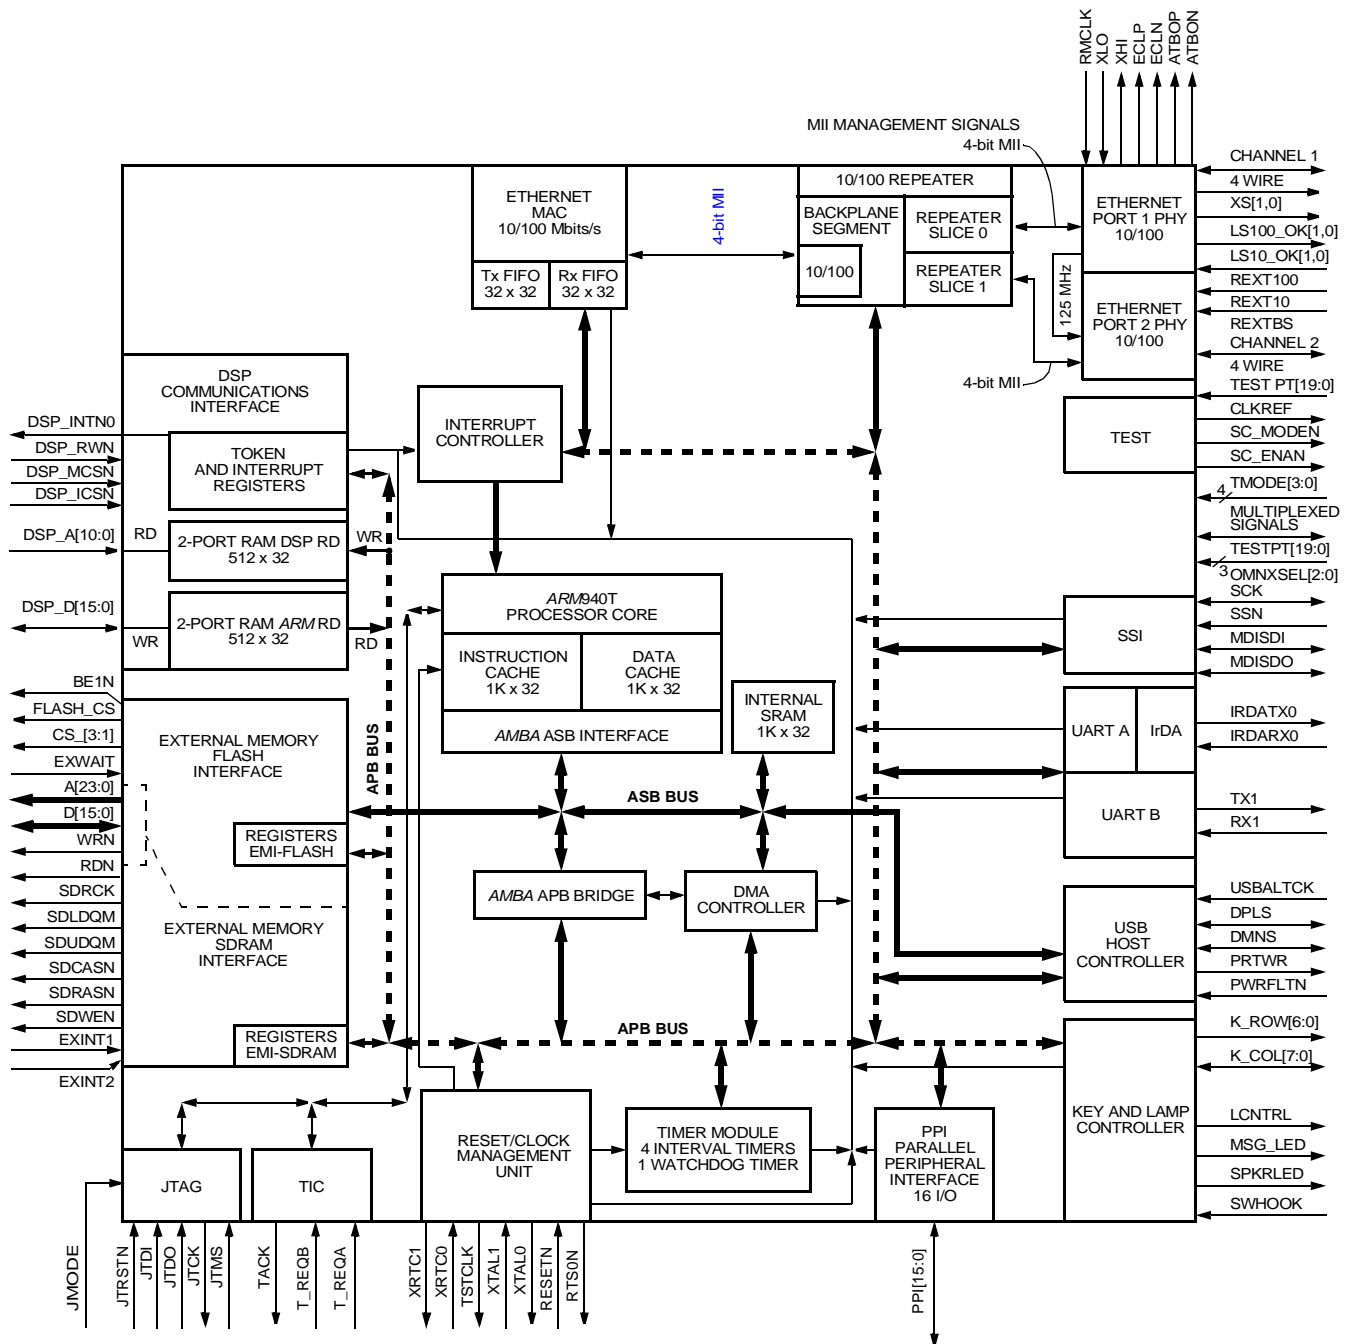 RMCLK
XLO
XHI
ECLP
ECLN
ATBOP
ATBON
MII MANAGEMENT SIGNALS
4-bit MII
ETHERNET
MAC
10/100 Mbits/s
Tx FIFO
32 x 32
Rx FIFO
32 x 32
4-bit MII
10/100 REPEATER
BACKPLANE
SEGMENT
10/100
REPEATER
SLICE 0
REPEATER
SLICE 1
4-bit MII
125 MHz
ETHERNET
PORT 1 PHY
10/100
ETHERNET
PORT 2 PHY
10/100
CHANNEL 1
4 WIRE
XS[1,0]
LS100_OK[1,0]
LS10_OK[1,0]
REXT100
REXT10
REXTBS
CHANNEL 2
4 WIRE
TEST PT[19:0]
CLKREF
SC_MODEN
SC_ENAN
4
TMODE[3:0]
MULTIPLEXED
SIGNALS
TESTPT[19:0]
3
OMNXSEL[2:0]
SCK
SSN
MDISDI
MDISDO
IRDATX0
IRDARX0
TX1
RX1
USBALTCK
DPLS
DMNS
PRTWR
PWRFLTN
K_ROW[6:0]
K_COL[7:0]
LCNTRL
MSG_LED
SPKRLED
SWHOOK
TEST
SSI
UART A
IrDA
UART B
USB
HOST
CONTROLLER
KEY AND LAMP
CONTROLLER
DSP
COMMUNICATIONS
INTERFACE
TOKEN
AND INTERRUPT
REGISTERS
2-PORT RAM DSP RD
512 x 32
2-PORT RAM ARM RD
512 x 32
RD
WR
WR
RD
DSP_INTN0
DSP_RWN
DSP_MCSN
DSP_ICSN
DSP_A[10:0]
DSP_D[15:0]
BE1N
FLASH_CS
CS_[3:1]
EXWAIT
A[23:0]
D[15:0]
WRN
RDN
SDRCK
SDLDQM
SDUDQM
SDCASN
SDRASN
SDWEN
EXINT1
EXINT2
EXTERNAL MEMORY
FLASH
INTERFACE
REGISTERS
EMI-FLASH
EXTERNAL MEMORY
SDRAM
INTERFACE
REGISTERS
EMI-SDRAM
APB BUS
INTERRUPT
CONTROLLER
ARM940T
PROCESSOR CORE
INSTRUCTION
CACHE
1K x 32
DATA
CACHE
1K x 32
AMBA ASB INTERFACE
INTERNAL
SRAM
1K x 32
ASB BUS
AMBA APB BRIDGE
DMA
CONTROLLER
APB BUS
RESET/CLOCK
MANAGEMENT
UNIT
TIMER MODULE
4 INTERVAL TIMERS
1 WATCHDOG TIMER
PPI
PARALLEL
PERIPHERAL
INTERFACE
16 I/O
JTAG
TIC
JMODE
JTRSTN
JTDI
JTDO
JTCK
JTMS
TACK
T_REQB
T_REQA
XRTC1
XRTC0
TSTCLK
XTAL1
XTAL0
RESETN
RTS0N
PPI[15:0]